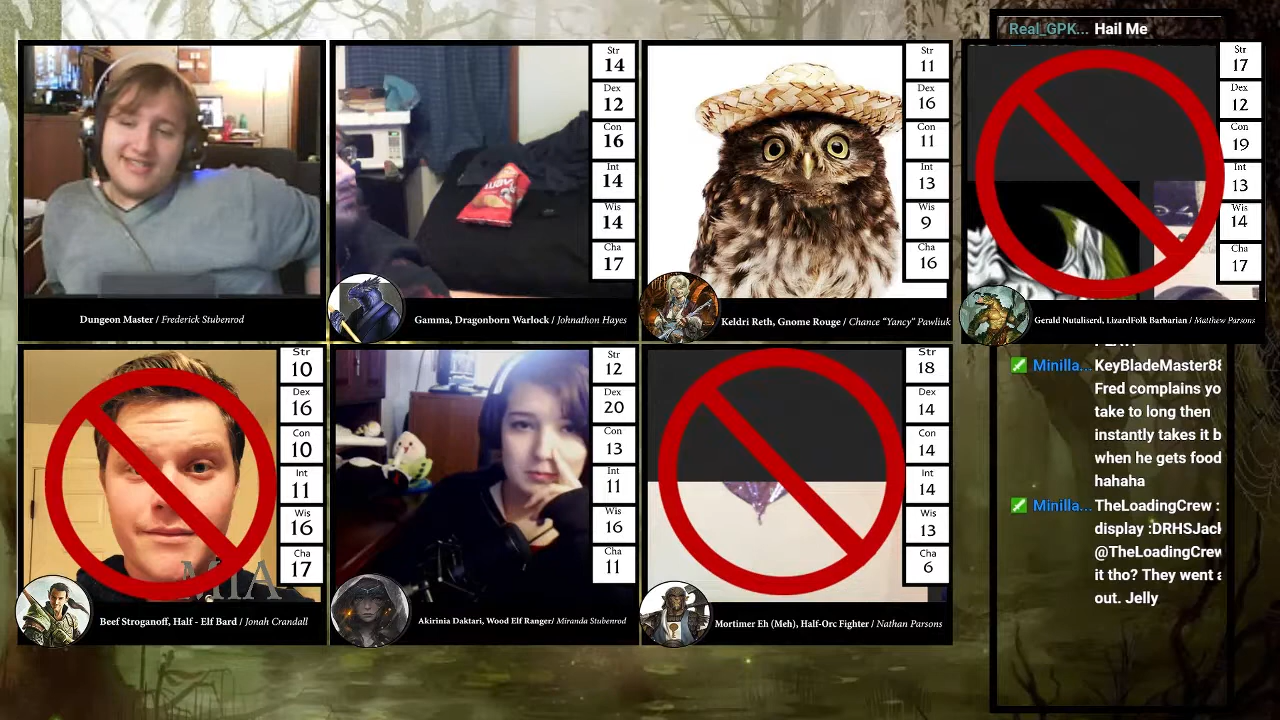 Real_GPK... Hail Me
Str
14
Dex
12
Con
16
Int
14
Wis
14
Cha
17
Str
11
Dex
16
Con
11
Int
13
Wis
9
Cha
16
Str
17
Dex
12
Con
19
Int
13
Wis
14
Cha
17
Dungeon Master / Frederick Stubenrod
Gamma, Dragonborn Warlock / Johnathon Hayes
Keldri Reth, Gnome Rouge / Chance "Yancy" Pawliuk
Gerald Nutaliserd, LizardFolk Barbarian / Matthew Parsons
Str
10
Dex
16
Con
10
Int
11
Wis
16
Cha
17
MIA
Str
12
Dex
20
Con
13
Int
11
Wis
16
Cha
11
Str
18
Dex
14
Con
14
Int
14
Wis
13
Cha
6
Beef Stroganoff, Half - Elf Bard / Jonah Crandall
Akirinia Daktari, Wood Elf Ranger/ Miranda Stubenrod
Mortimer Eh (Meh), Half-Orc Fighter / Nathan Parsons
Minilla... KeyBladeMaster88
Fred complains yo
take to long then
instantly takes it b
when he gets food
hahaha
Minilla... TheLoadingCrew :
display :DRHSJack
@TheLoadingCrew
it tho? They went a
out. Jelly